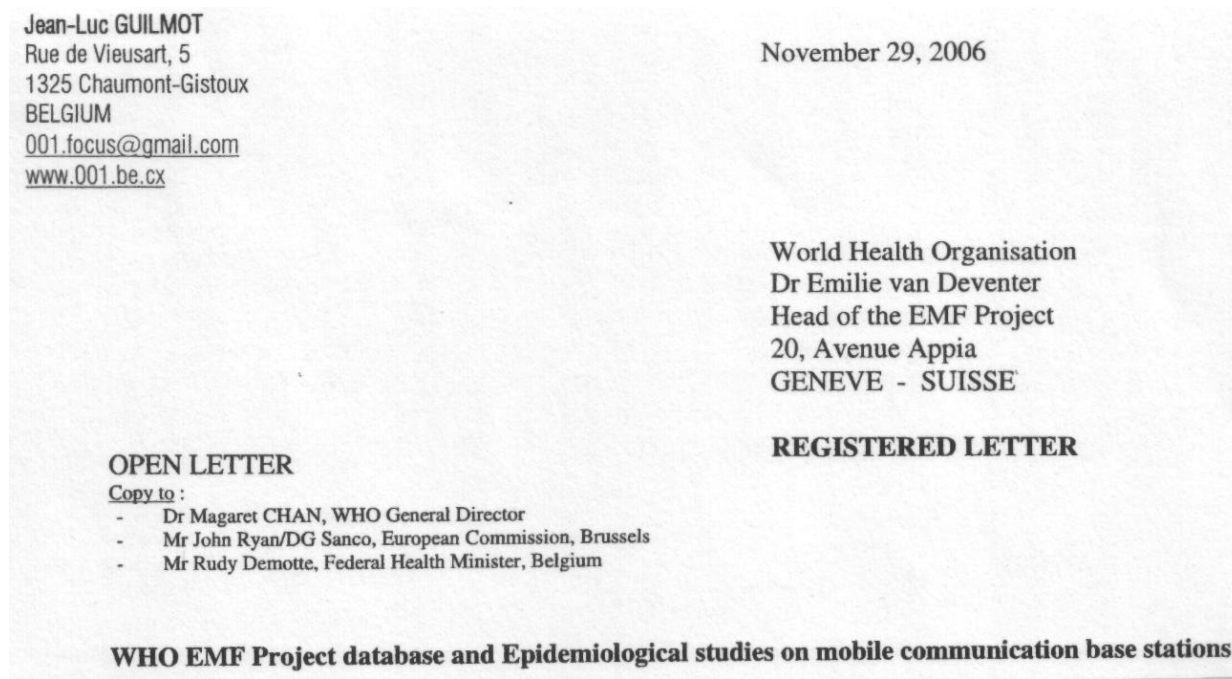 Jean-Luc GUILMOT
Rue de Vieusart, 5
1325 Chaumont-Gistoux
BELGIUM
001.focus@gmail.com
www.001.be.cx
November 29, 2006
World Health Organisation
Dr Emilie van Deventer
Head of the EMF Project
20, Avenue Appia
GENEVE - SUISSE
REGISTERED LETTER
OPEN LETTER
Copy to :
- Dr Magaret CHAN, WHO General Director
- Mr John Ryan/DG Sanco, European Commission, Brussels
- Mr Rudy Demotte, Federal Health Minister, Belgium
WHO EMF Project database and Epidemiological studies on mobile communication base stations